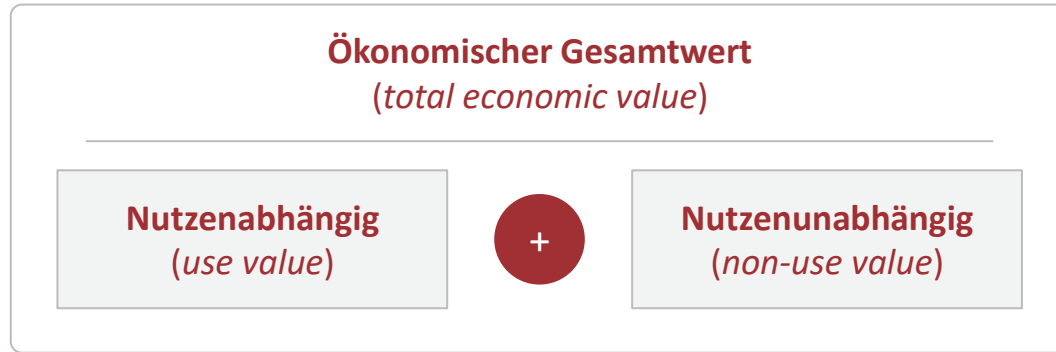 Ökonomischer Gesamtwert
(total economic value)
Nutzenabhängig
(use value)
+
Nutzenunabhängig
(non-use value)